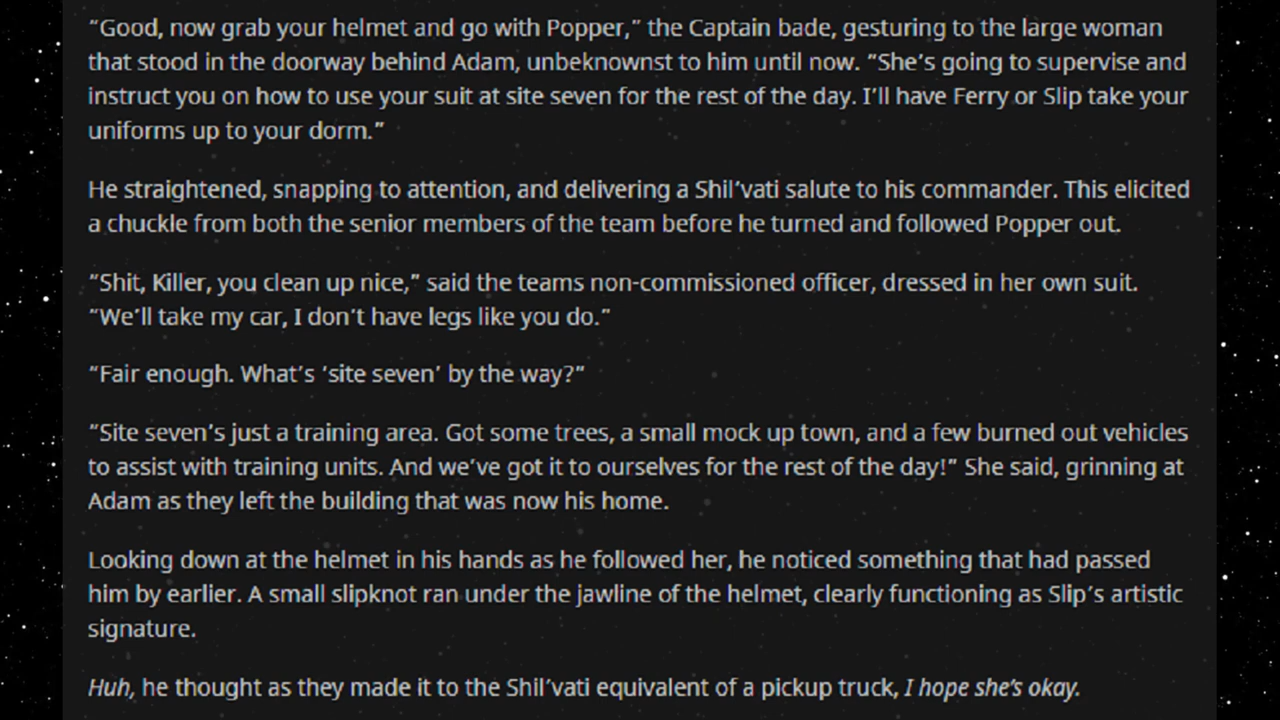 “Good, now grab your helmet and go with Popper,” the Captain bade, gesturing to the large woman
that stood in the doorway behind Adam, unbeknownst to him until now. “She’s going to supervise and
instruct you on how to use your suit at site seven for the rest of the day. I’ll have Ferry or Slip take your
uniforms up to your dorm.”
He straightened, snapping to attention, and delivering a Shil’vati salute to his commander. This elicited
a chuckle from both the senior members of the team before he turned and followed Popper out.
“Shit, Killer, you clean up nice,” said the teams non-commissioned officer, dressed in her own suit.
“We’ll take my car, I don’t have legs like you do.”
“Fair enough. What’s ‘site seven’ by the way?”
“Site seven’s just a training area. Got some trees, a small mock up town, and a few burned out vehicles
to assist with training units. And we’ve got it to ourselves for the rest of the day!” She said, grinning at
Adam as they left the building that was now his home.
Looking down at the helmet in his hands as he followed her, he noticed something that had passed
him by earlier. A small slipknot ran under the jawline of the helmet, clearly functioning as Slip’s artistic
signature.
Huh, he thought as they made it to the Shil’vati equivalent of a pickup truck, I hope she’s okay.